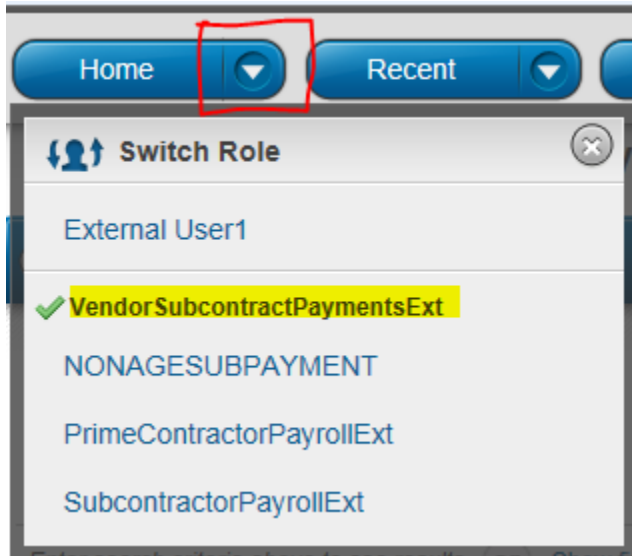 Home Recent
Switch Role
External User1
VendorSubcontractPaymentsExt
NONAGESUBPAYMENT
PrimeContractorPayrollExt
SubcontractorPayrollExt